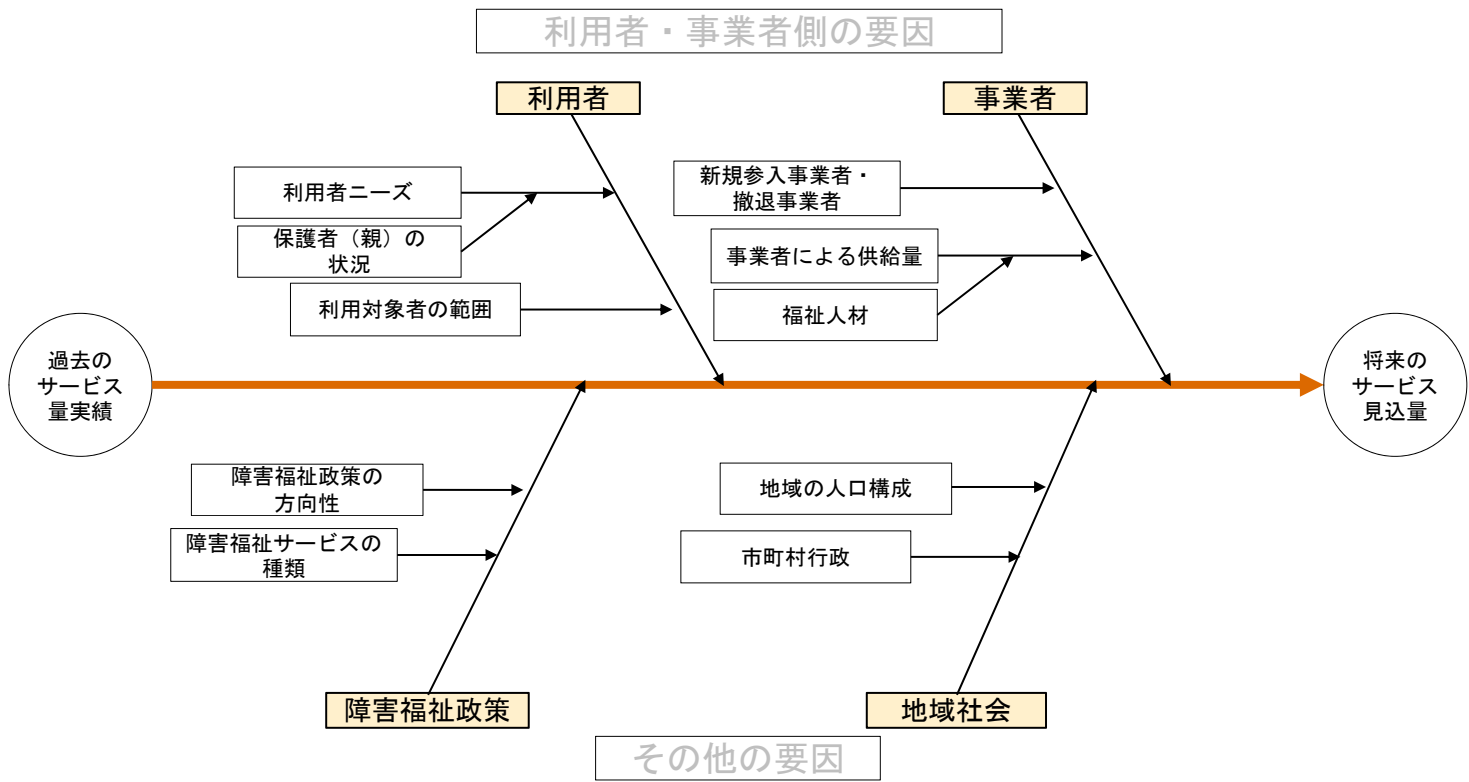 利用者・事業者側の要因
利用者
事業者
利用者ニーズ
保護者（親）の
状況
利用対象者の範囲
新規参入事業者・
撤退事業者
事業者による供給量
福祉人材
過去の
サービス
量実績
将来の
サービス
見込量
障害福祉政策の
方向性
障害福祉サービスの
種類
地域の人口構成
市町村行政
障害福祉政策
地域社会
その他の要因